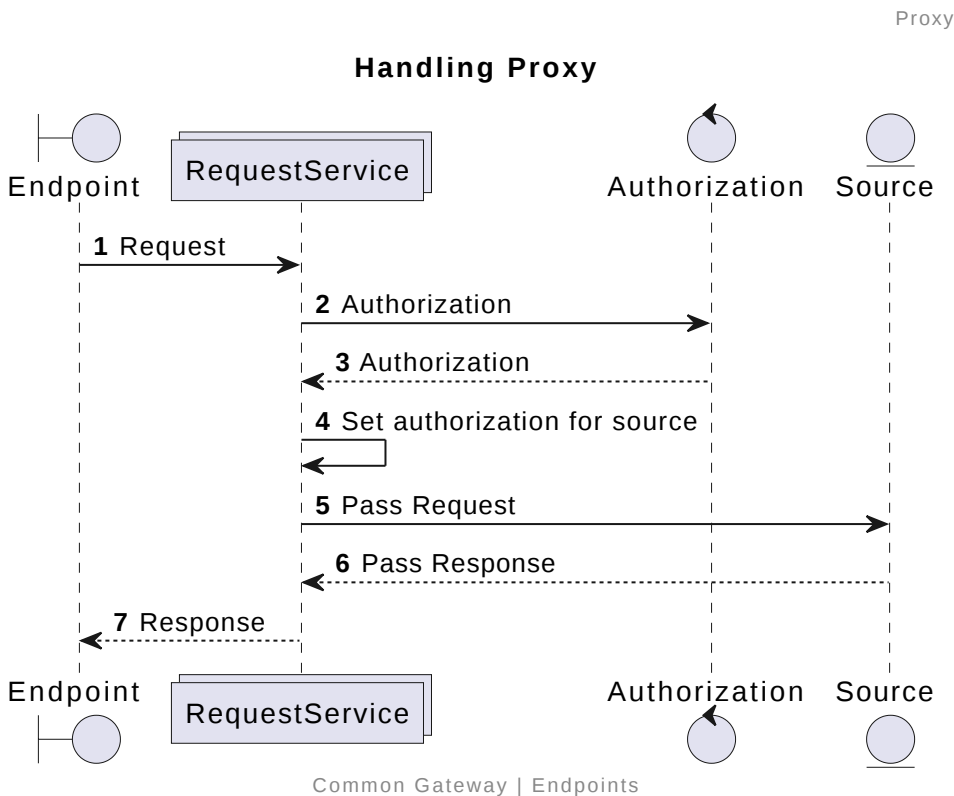 Proxy
Handling Proxy
Endpoint
RequestService
Authorization
Source
1 Request
2 Authorization
3 Authorization
4 Set authorization for source
5 Pass Request
6 Pass Response
7 Response
Endpoint
RequestService
Authorization
Source
Common Gateway | Endpoints